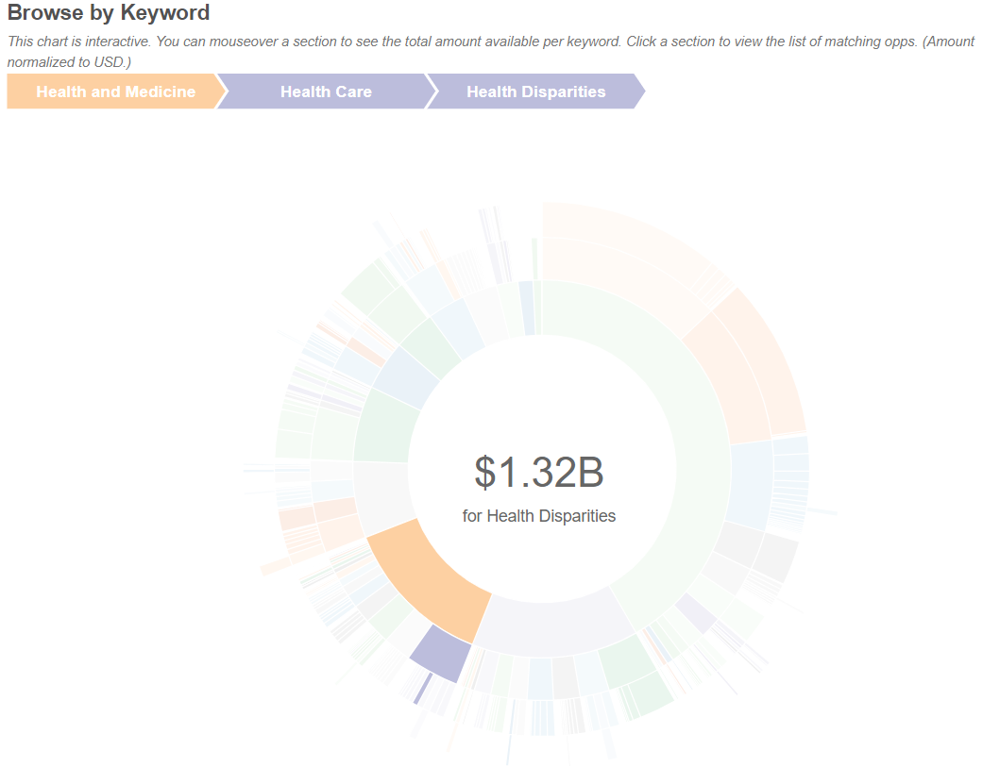 Browse by Keyword
This chart is interactive. You can mouseover a section to see the total amount available per keyword. Click a section to view the list of matching opps. (Amount
normalized to USD.)
Health and Medicine
Health Care
Health Disparities
$1.32B
for Health Disparities